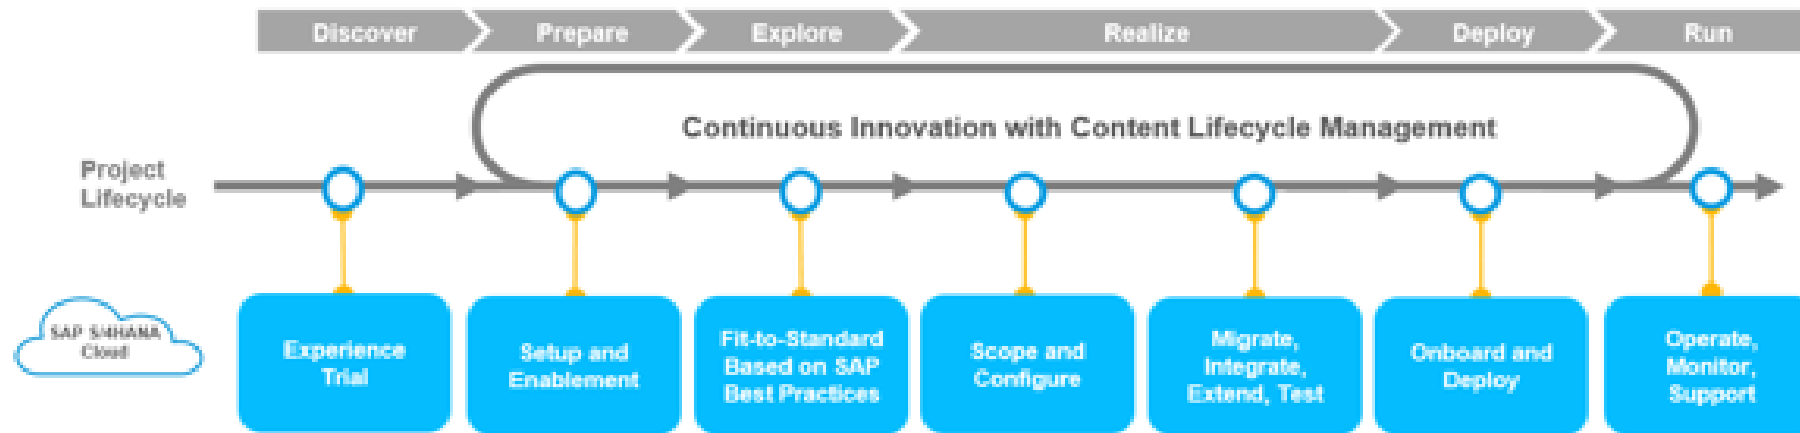 Discover
Prepare
Explore
Realize
Deploy
Run
Continuous Innovation with Content Lifecycle Management
Project
Lifecycle
SAP S/4HANA
Cloud
Experience
Trial
Setup and
Enablement
Fit-to-Standard
Based on SAP
Best Practices
Scope and
Configure
Migrate,
Integrate,
Extend, Test
Onboard and
Deploy
Operate,
Monitor,
Support